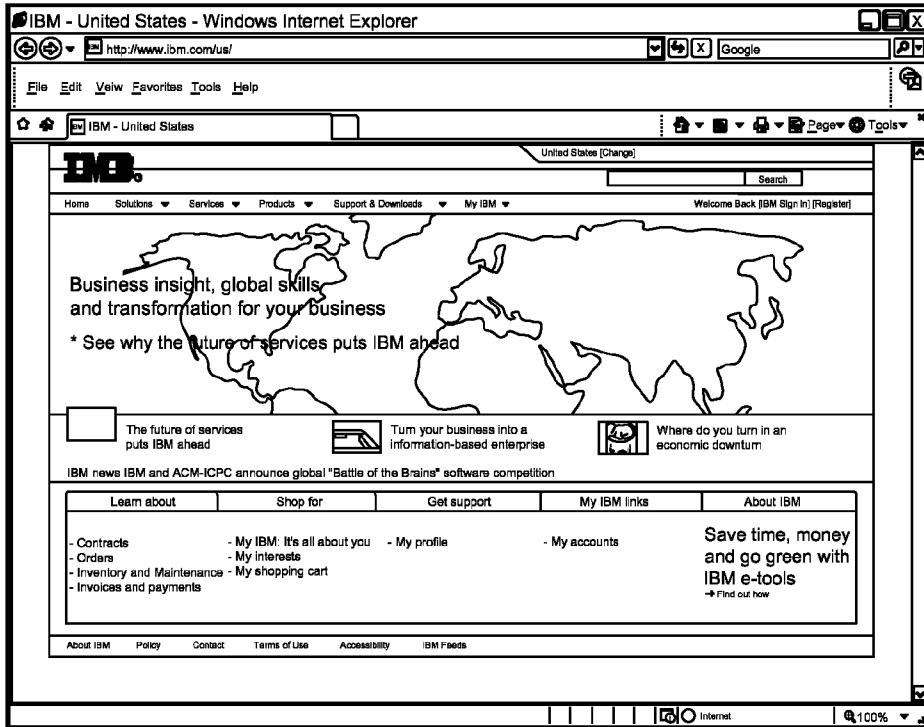 IBM - United States - Windows Internet Explorer
IBM http://www.ibm.com/us/ X Google
File Edit Veiw Favorites Tools Help
IBM IBM - United States Page Tools
United States [Change]
IMB
Search
Home Solutions Services Products Support & Downloads My IBM Welcome Back [IBM Sign In] [Register]
Business insight, global skills
and transformation for your business
* See why the future of services puts IBM ahead
The future of services
puts IBM ahead
Turn your business into a
information-based enterprise
Where do you turn in an
economic downturn
IBM news IBM and ACM-ICPC announce global "Battle of the Brains" software competition
Learn about Shop for Get support My IBM links About IBM
- Contracts
- Orders
- Inventory and Maintenance
- Invoices and payments
- My IBM: It's all about you
- My interests
- My shopping cart
- My profile
- My accounts
Save time, money
and go green with
IBM e-tools
→ Find out how
About IBM Policy Contact Terms of Use Accessibility IBM Feeds
Internet 100%